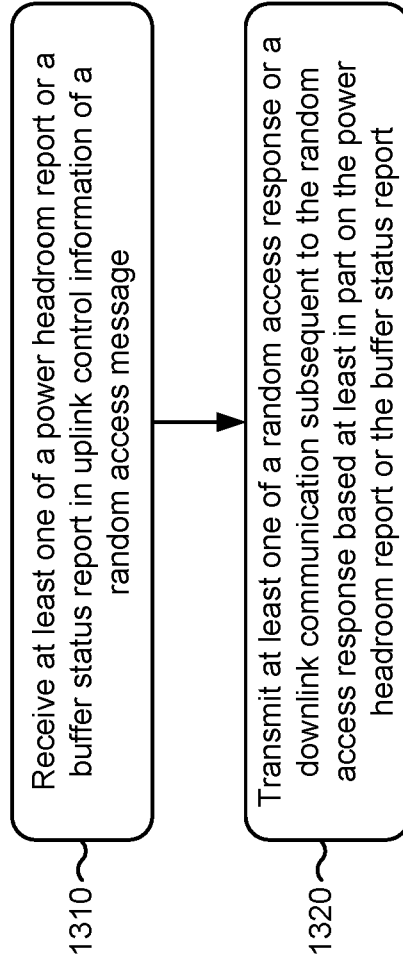 1310
Receive at least one of a power headroom report or a
buffer status report in uplink control information of a
random access message
1320
Transmit at least one of a random access response or a
downlink communication subsequent to the random
access response based at least in part on the power
headroom report or the buffer status report